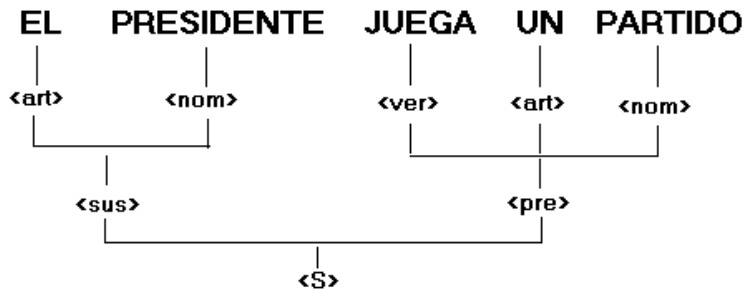 EL PRESIDENTE JUEGA UN PARTIDO
<art> <nom> <ver> <art> <nom>
<sus> <pre>
<S>